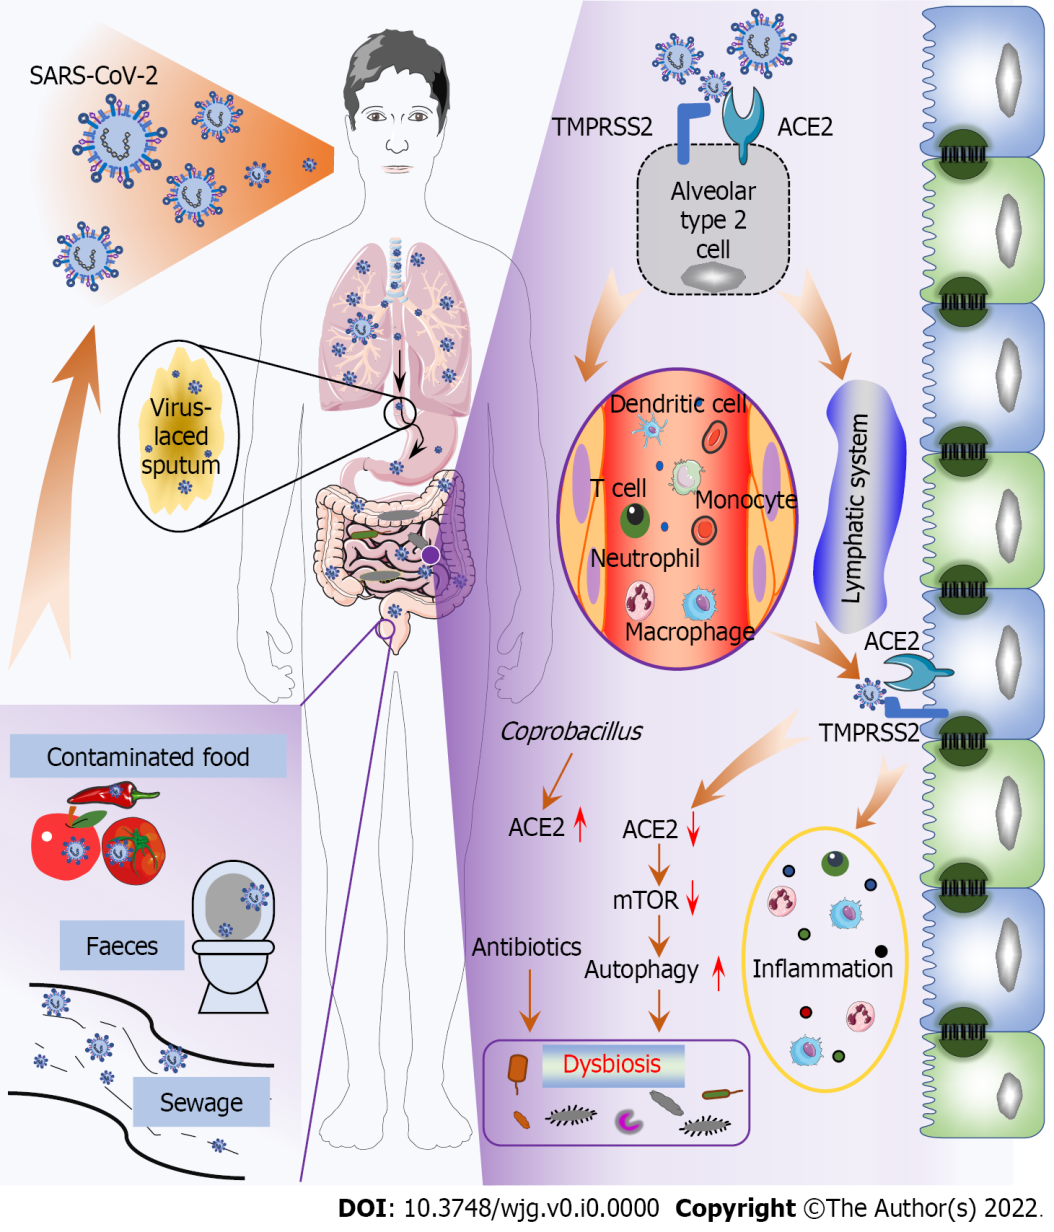 SARS-CoV-2
TMPRSS2
ACE2
Alveolar
type 2
cell
Virus-
laced
sputum
Dendritic cell
T cell
Monocyte
Neutrophil
Macrophage
Lymphatic system
ACE2
TMPRSS2
Coprobacillus
ACE2
ACE2
mTOR
Antibiotics
Autophagy
Inflammation
Dysbiosis
Contaminated food
Faeces
Sewage
DOI: 10.3748/wjg.v0.i0.0000 Copyright ©The Author(s) 2022.